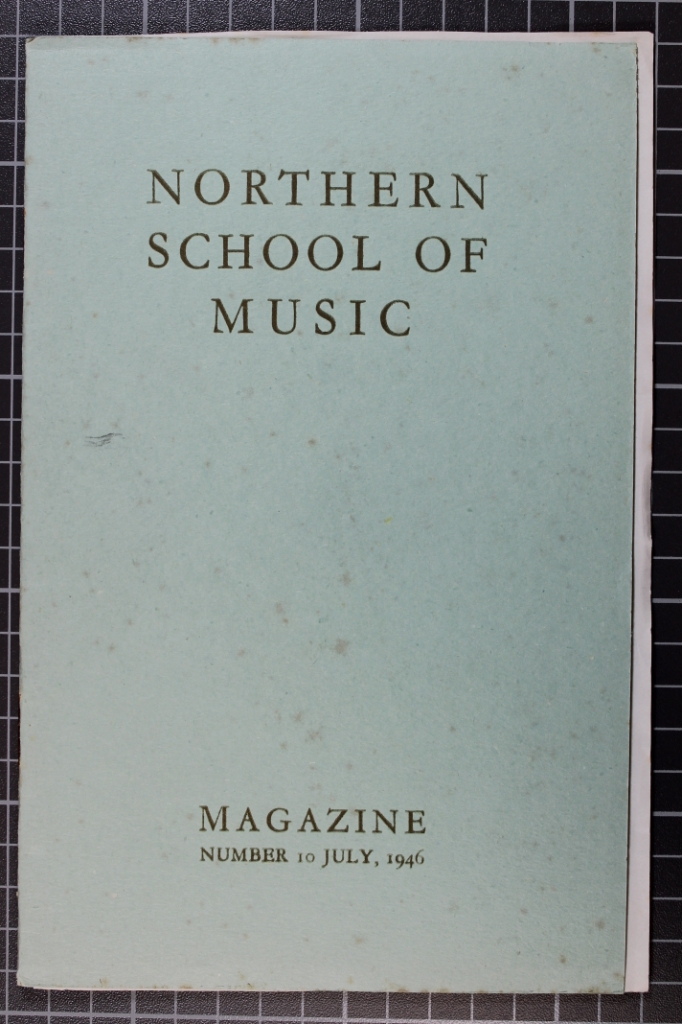 NORTHERN
SCHOOL OF
MUSIC
MAGAZINE
NUMBER 10 JULY, 1946